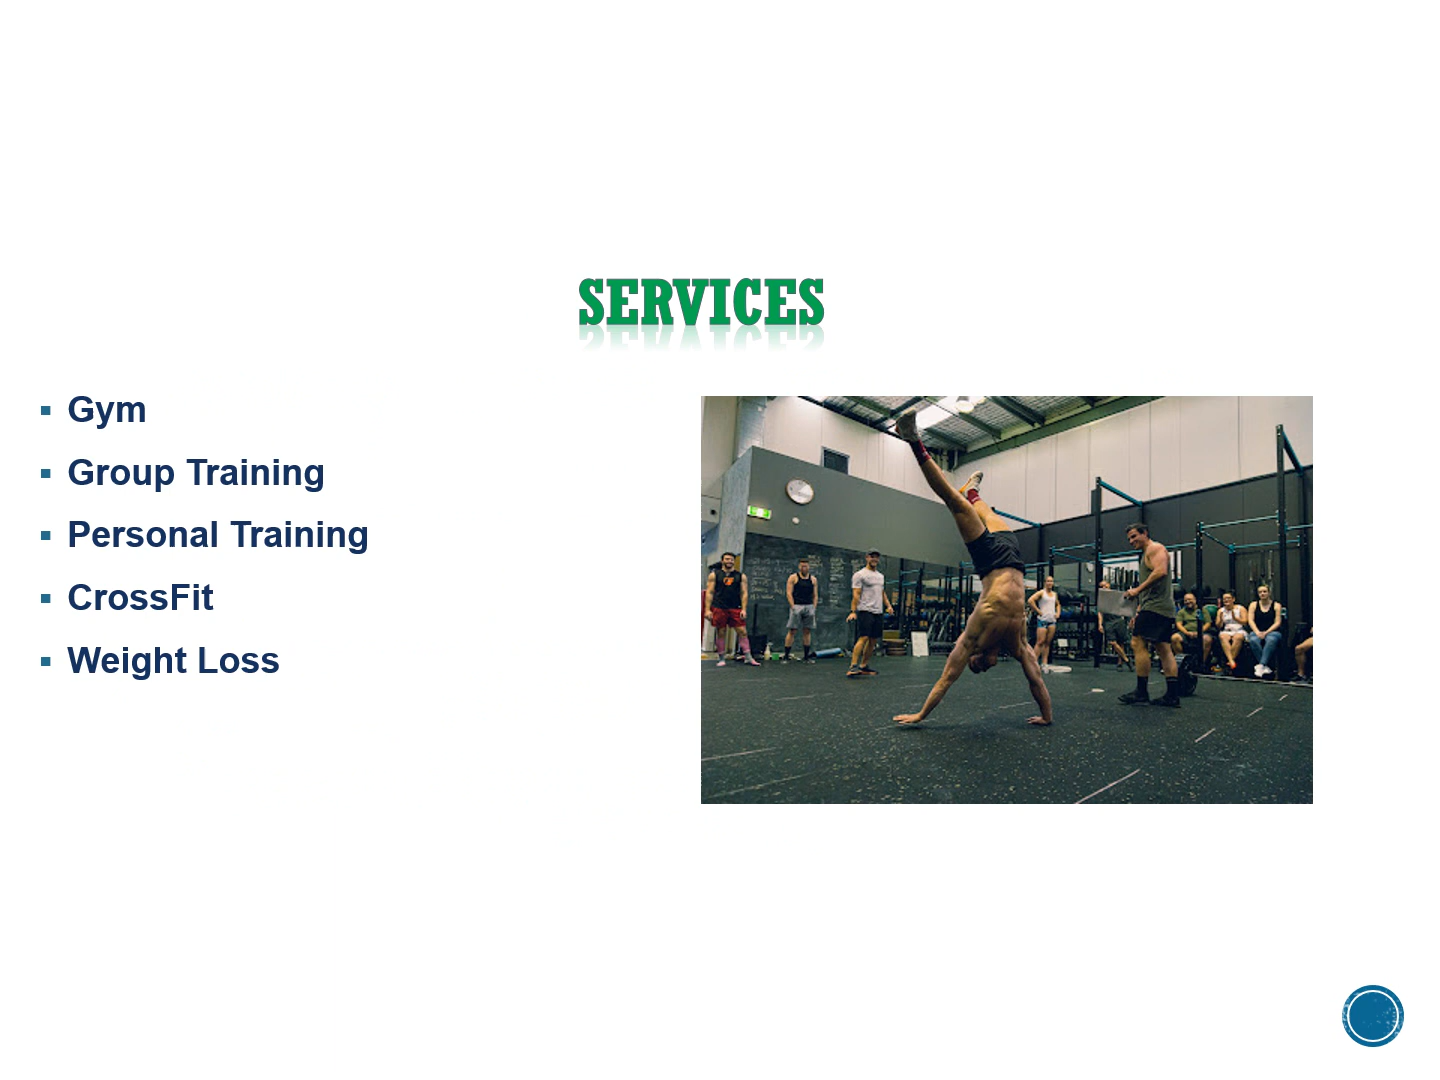 SERVICES
▪ Gym
▪ Group Training
▪ Personal Training
▪ CrossFit
▪ Weight Loss